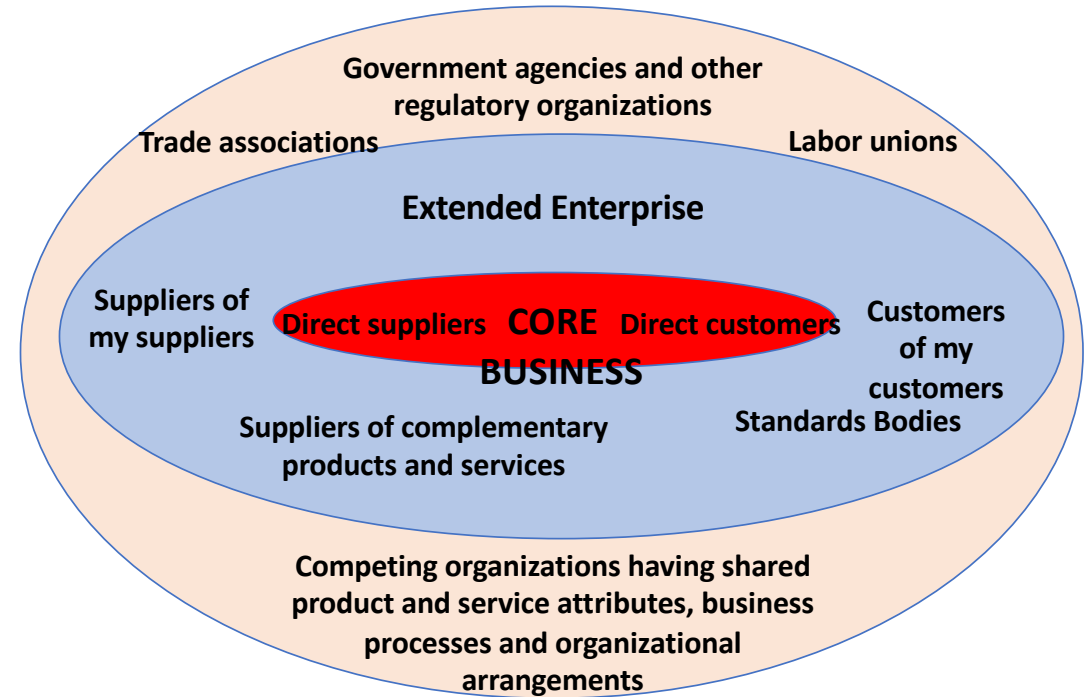 Government agencies and other
regulatory organizations
Trade associations
Labor unions
Extended Enterprise
Suppliers of
my suppliers
Direct suppliers
CORE
BUSINESS
Direct customers
Customers
of my
customers
Suppliers of complementary
products and services
Standards Bodies
Competing organizations having shared
product and service attributes, business
processes and organizational
arrangements